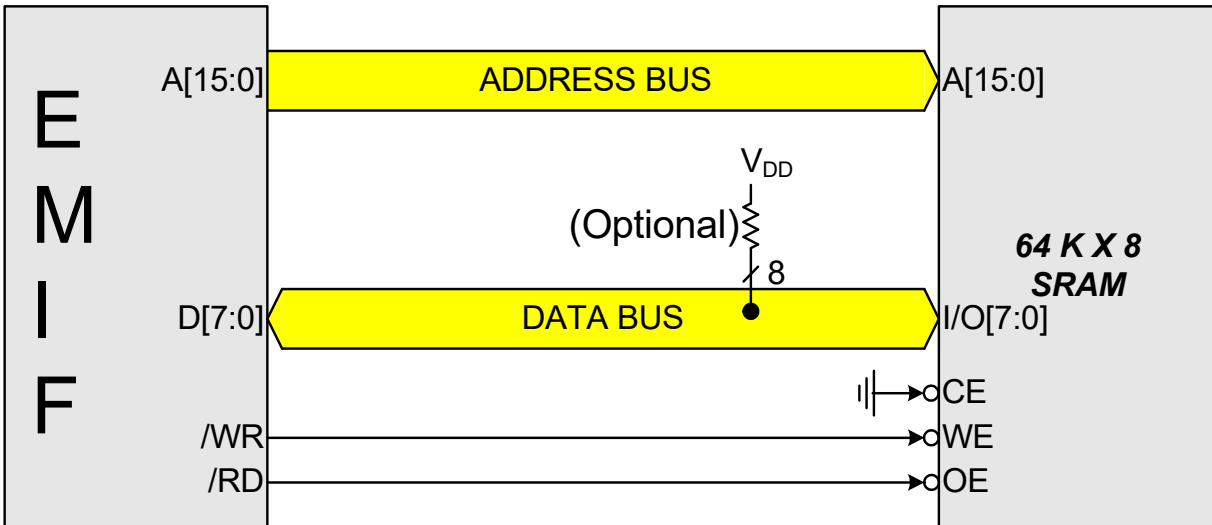 EMIF
A[15:0]
ADDRESS BUS
A[15:0]
VDD
(Optional)
8
64 K X 8
SRAM
D[7:0]
DATA BUS
I/O[7:0]
CE
/WR
WE
/RD
OE